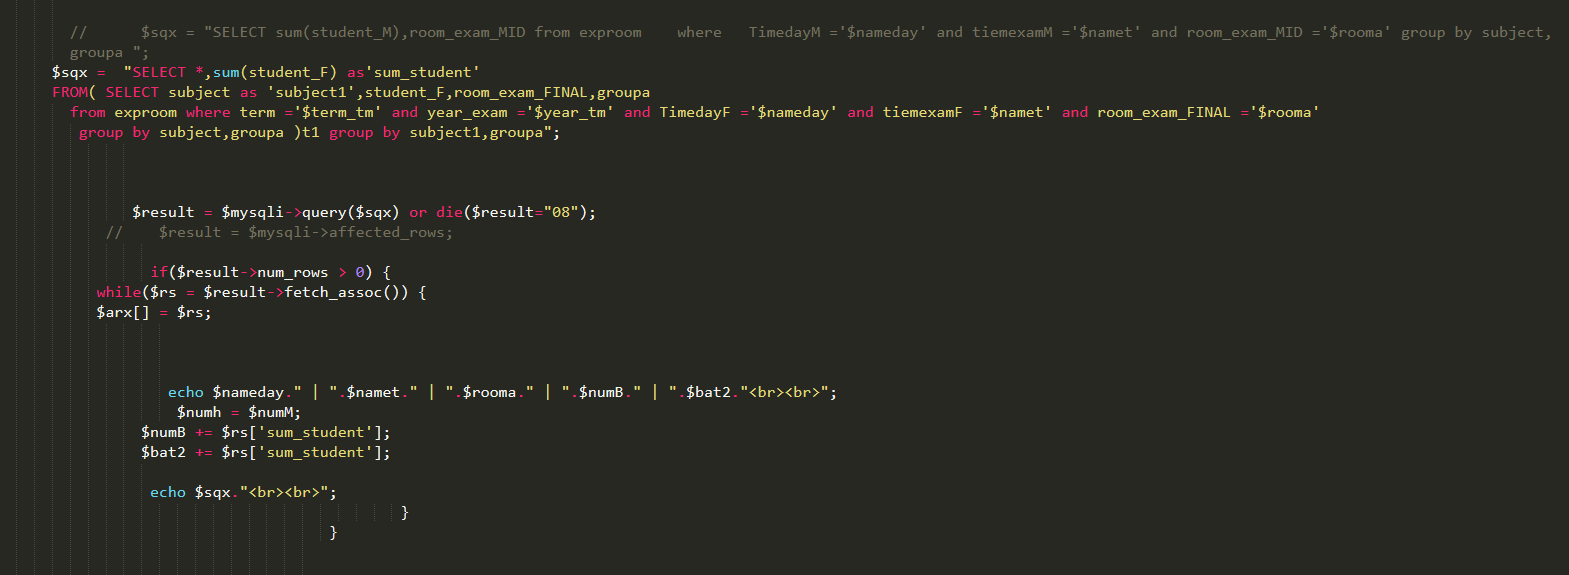 //      $sqx = "SELECT sum(student_M),room_exam_MID from exproom    where   TimedayM ='$nameday' and tiemexamM ='$namet' and room_exam_MID ='$rooma' group by subject,
groupa ";
$sqx =  "SELECT *,sum(student_F) as'sum_student'
FROM( SELECT subject as 'subject1',student_F,room_exam_FINAL,groupa
from exproom where term ='$term_tm' and year_exam ='$year_tm' and TimedayF ='$nameday' and tiemexamF ='$namet' and room_exam_FINAL ='$rooma'
group by subject,groupa )t1 group by subject1,groupa";
$result = $mysqli->query($sqx) or die($result="08");
//    $result = $mysqli->affected_rows;
if($result->num_rows > 0) {
while($rs = $result->fetch_assoc()) {
$arx[] = $rs;
echo $nameday." | ".$namet." | ".$rooma." | ".$numB." | ".$bat2."<br><br>";
$numh = $numM;
$numB += $rs['sum_student'];
$bat2 += $rs['sum_student'];
echo $sqx."<br><br>";
}
}